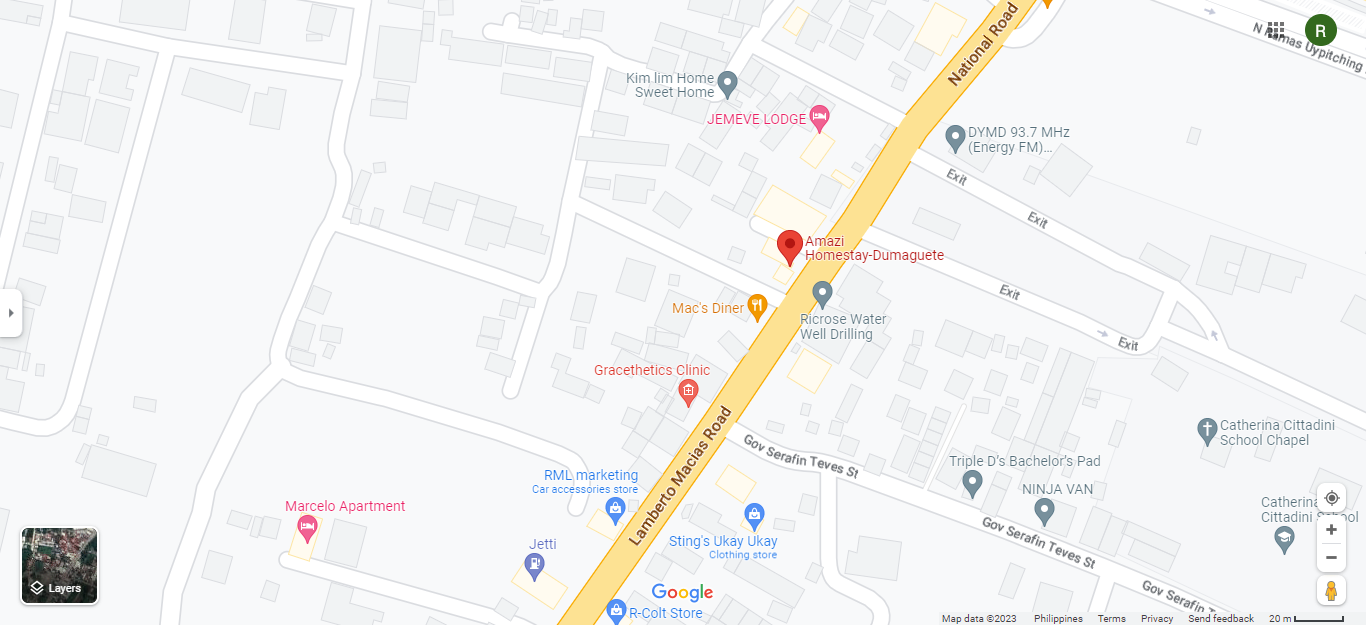 National Road
N Ramas Uypitching
R
Kim lim Home
Sweet Home
JEMEVE LODGE
DYMD 93.7 MHz
(Energy FM)...
Exit
Exit
Amazi
Homestay-Dumaguete
Exit
Exit
Mac's Diner
Ricrose Water
Well Drilling
Gracethetics Clinic
Lamberto Macias Road
Gov Serafin Teves St
Catherina Cittadini
School Chapel
Triple D's Bachelor's Pad
RML marketing
Car accessories store
NINJA VAN
Marcelo Apartment
Catherina
Cittadini School
Gov Serafin Teves St
Sting's Ukay Ukay
Clothing store
Jetti
Gov Serafin T
Layers
Google
R-Colt Store
Map data ©2023
Philippines
Terms
Privacy
Send feedback
20 m